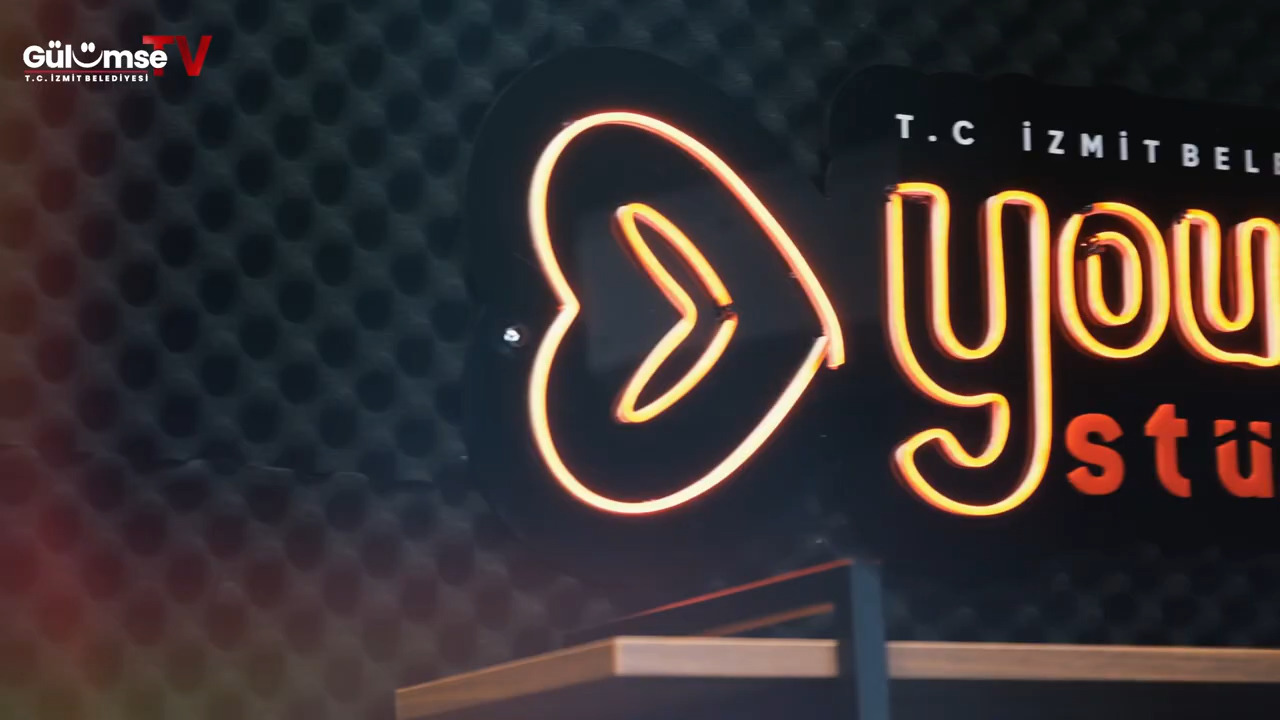 GülümseTV
T.C. İZMİT BELEDİYESİ
T.C İZMİT BELE
you
stü